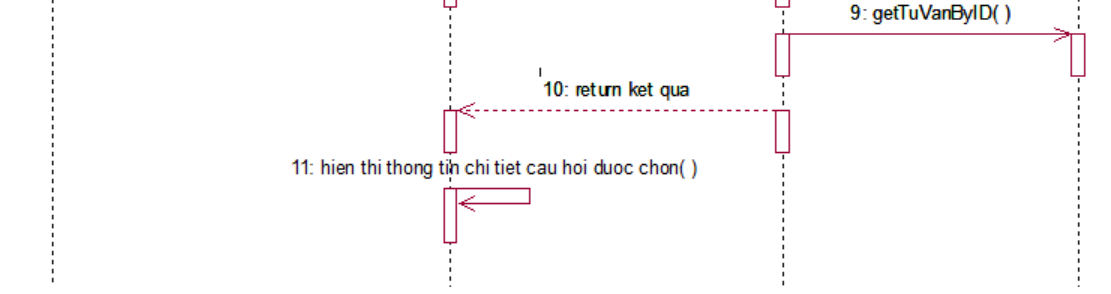 9: getTuVanByID( )
10: return ket qua
11: hien thi thong tin chi tiet cau hoi duoc chon( )